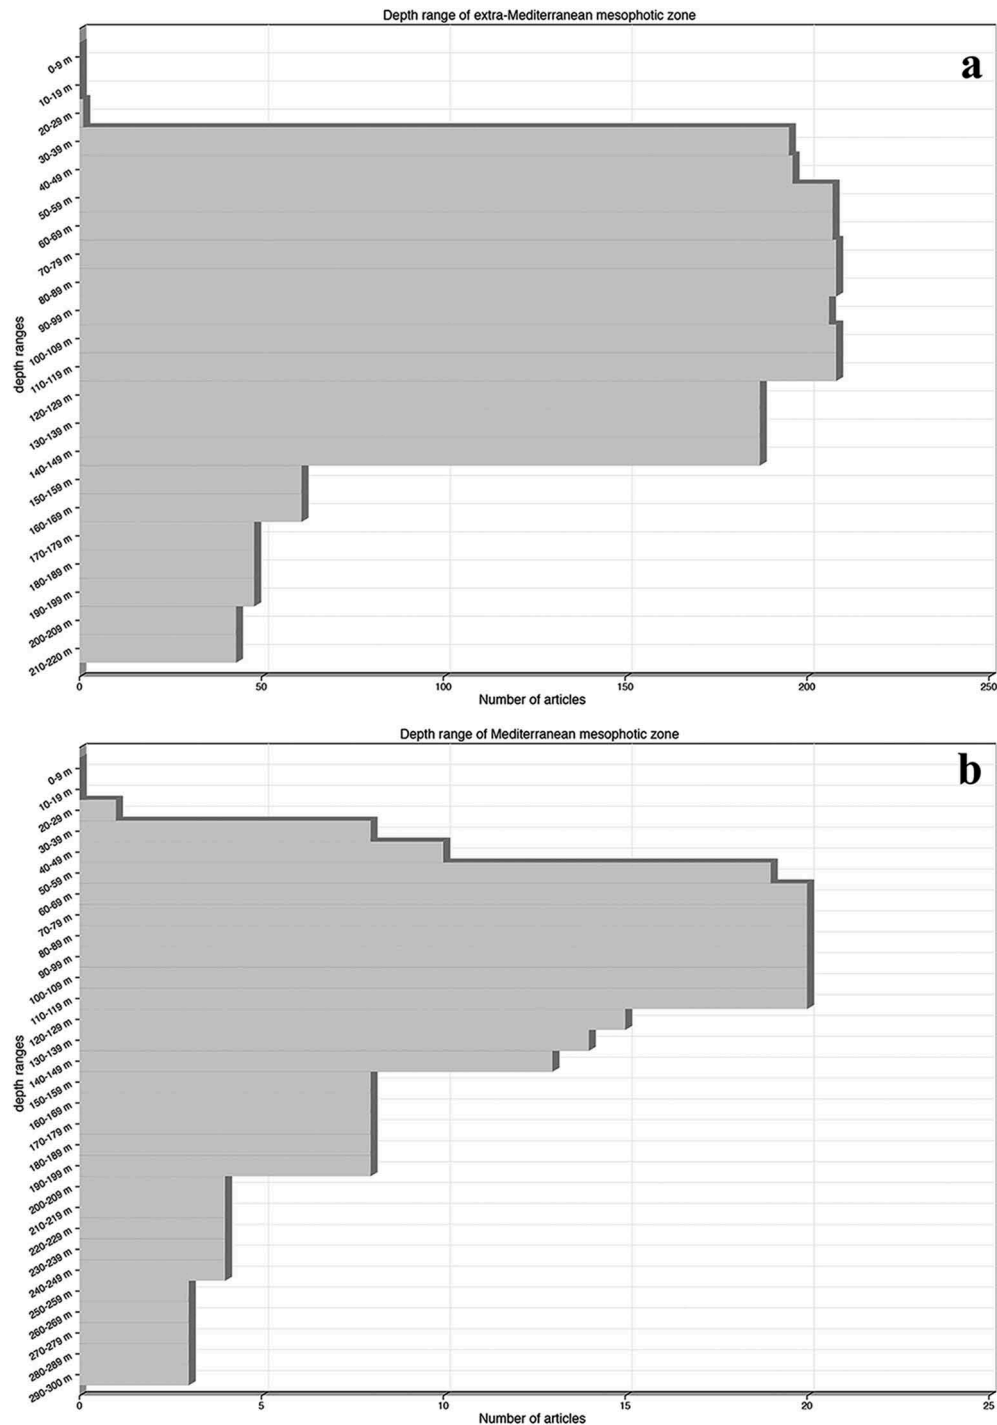 Depth range of extra-Mediterranean mesophotic zone
a
0-9 m
10-19 m
20-29 m
30-39 m
40-49 m
50-59 m
60-69 m
70-79 m
80-89 m
90-99 m
100-109 m
110-119 m
120-129 m
130-139 m
140-149 m
150-159 m
160-169 m
170-179 m
180-189 m
190-199 m
200-209 m
210-220 m
depth ranges
0 50 100 150 200 250
Number of articles
Depth range of Mediterranean mesophotic zone
b
0-9 m
10-19 m
20-29 m
30-39 m
40-49 m
50-59 m
60-69 m
70-79 m
80-89 m
90-99 m
100-109 m
110-119 m
120-129 m
130-139 m
140-149 m
150-159 m
160-169 m
170-179 m
180-189 m
190-199 m
200-209 m
210-219 m
220-229 m
230-239 m
240-249 m
250-259 m
260-269 m
270-279 m
280-289 m
290-300 m
depth ranges
0 5 10 15 20 25
Number of articles